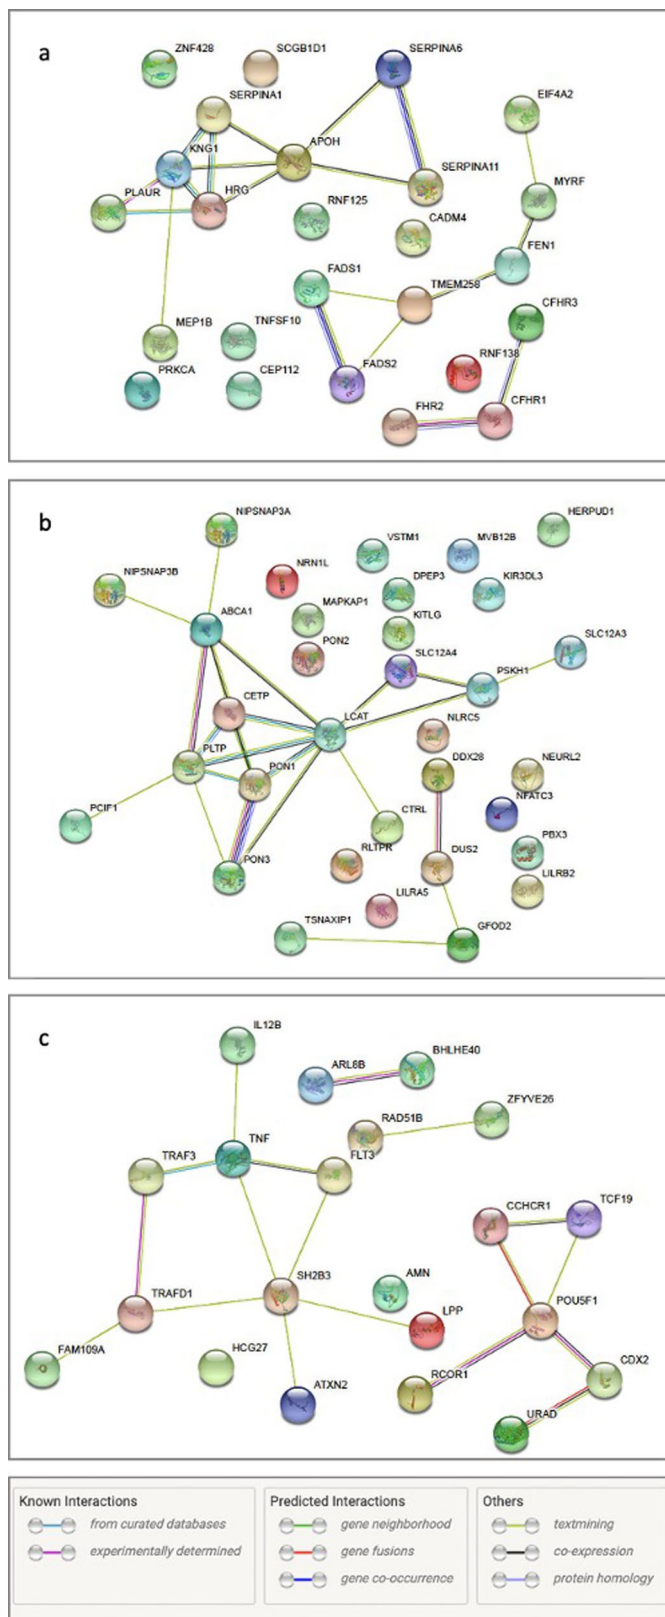 a
ZNF428
SCGB1D1
SERPINA6
SERPINA1
EIF4A2
KNG1
APOH
SERPINA11
MYRF
PLAUR
HRG
RNF125
CADM4
FEN1
FADS1
TMEM258
CFHR3
MEP1B
TNFSF10
RNF138
PRKCA
CEP112
FADS2
FHR2
CFHR1
b
NIPSNAP3A
HERPUD1
VSTM1
MVB12B
NIPSNAP3B
NRN1L
DPEP3
KIR3DL3
ABCA1
MAPKAP1
KITLG
PON2
SLC12A4
SLC12A3
PSKH1
CETP
LCAT
NLRC5
PLTP
PON1
DDX28
NEURL2
PCIF1
CTRL
NFATC3
PON3
RLTPR
DUS2
PBX3
LILRA5
LILRB2
TSNAXIP1
GFOD2
c
IL12B
ARL8B
BHLHE40
RAD51B
ZFYVE26
TNF
TRAF3
FLT3
CCHCR1
TCF19
SH2B3
AMN
TRAFD1
LPP
POU5F1
FAM109A
HCG27
RCOR1
CDX2
ATXN2
URAD
Known Interactions
from curated databases
experimentally determined
Predicted Interactions
gene neighborhood
gene fusions
gene co-occurrence
Others
textmining
co-expression
protein homology